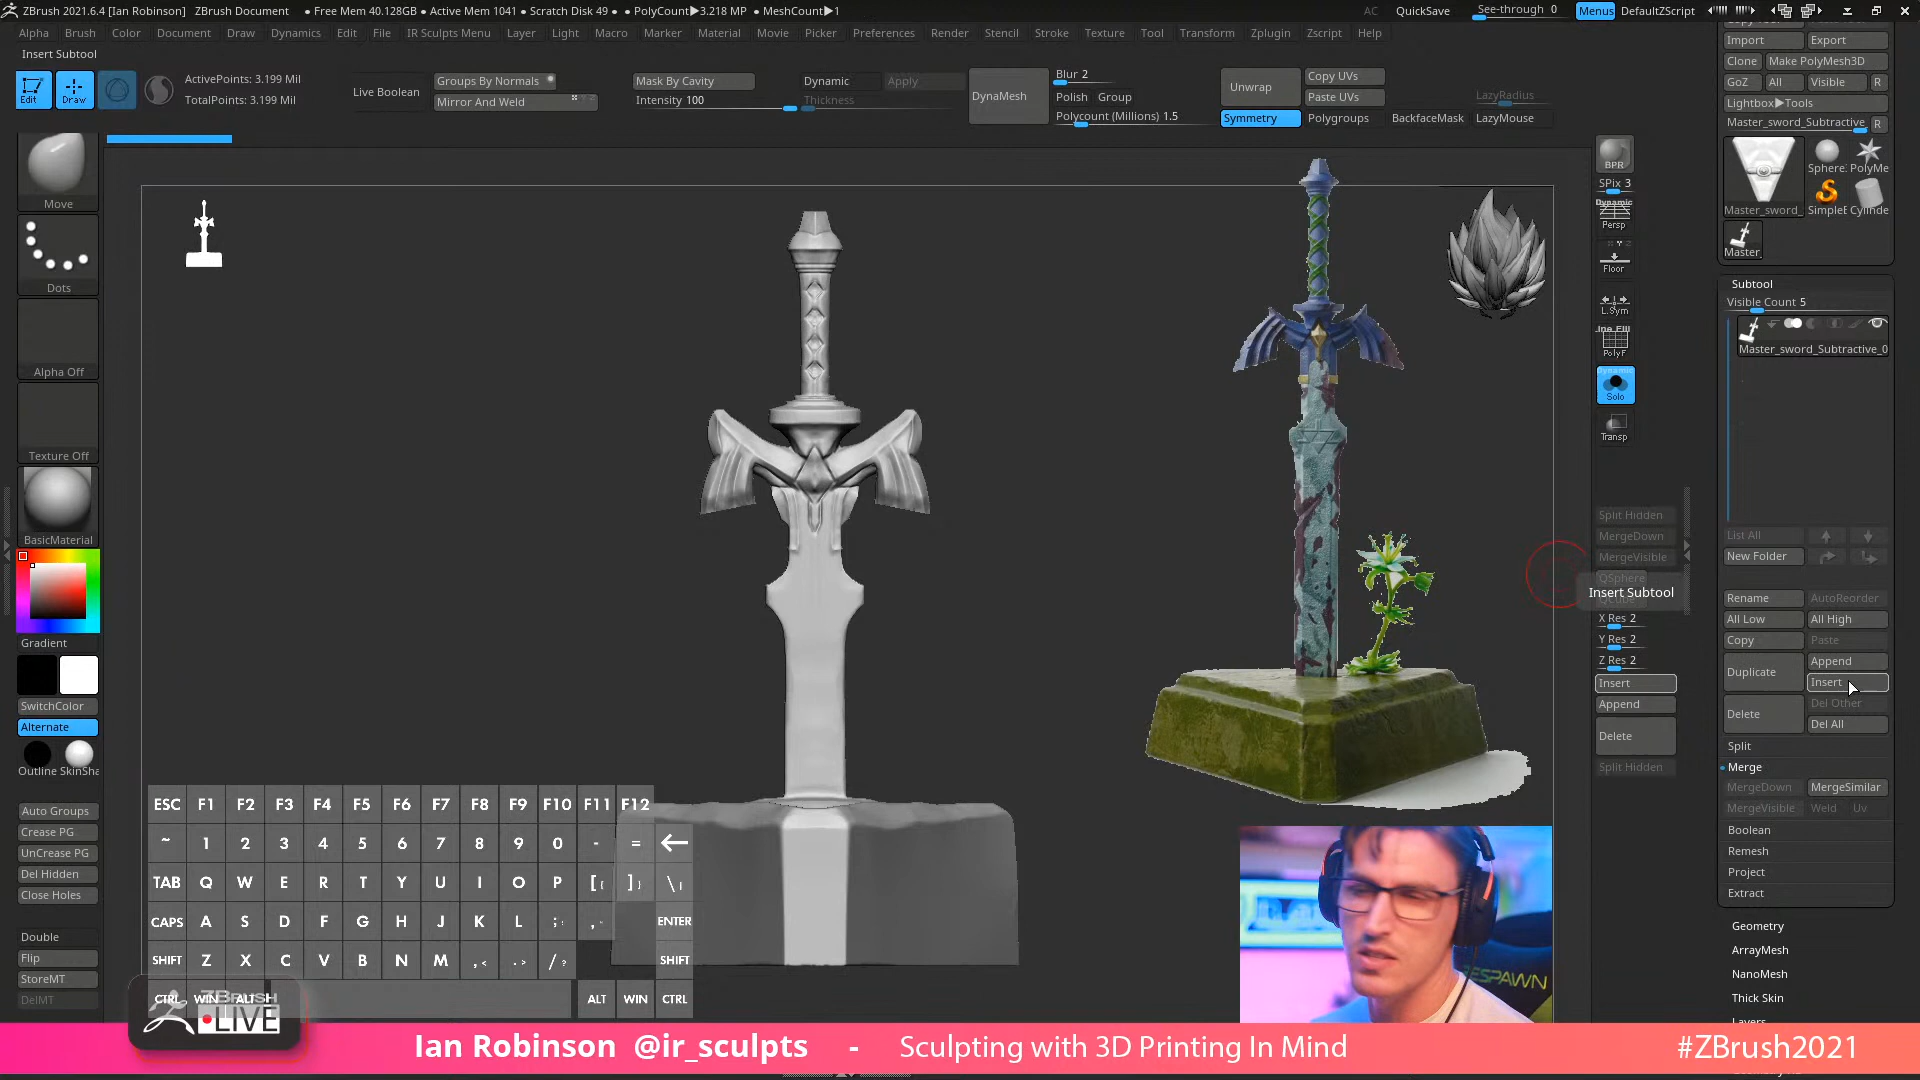 ZBrush 2021.6.4 [Ian Robinson] ZBrush Document • Free Mem 40.128GB • Active Mem 1041 • Scratch Disk 49 • PolyCount▶3.218 MP • MeshCount▶1 AC QuickSave See-through 0 Menus DefaultZScript
Alpha Brush Color Document Draw Dynamics Edit File IR Sculpts Menu Layer Light Macro Marker Material Movie Picker Preferences Render Stencil Stroke Texture Tool Transform Zplugin Zscript Help
Insert Subtool
Edit Draw
ActivePoints: 3.199 Mil
TotalPoints: 3.199 Mil
Live Boolean
Groups By Normals
Mirror And Weld
Mask By Cavity
Intensity 100
Dynamic Apply
Thickness
DynaMesh
Blur 2
Polish Group
Polycount (Millions) 1.5
Unwrap
Copy UVs
Paste UVs
Symmetry Polygroups
LazyRadius
BackfaceMask LazyMouse
Move
Dots
Alpha Off
Texture Off
BasicMaterial
Gradient
SwitchColor
Alternate
Outline SkinSha
Auto Groups
Crease PG
UnCrease PG
Del Hidden
Close Holes
Double
Flip
StoreMT
DelMT
BPR
SPix 3
Dynamic
Persp
Floor
L.Sym
PolyF
Dynamic
Solo
Transp
Split Hidden
MergeDown
MergeVisible
QSphere
Insert Subtool
X Res 2
Y Res 2
Z Res 2
Insert
Append
Delete
Split Hidden
Import Export
Clone Make PolyMesh3D
GoZ All Visible R
Lightbox▶Tools
Master_sword_Subtractive R
Sphere PolyMe
Master_sword_ SimpleE Cylinde
Master_
Subtool
Visible Count 5
Master_sword_Subtractive_0
List All
New Folder
Rename AutoReorder
All Low All High
Copy Paste
Duplicate Append
Insert
Delete Del Other
Del All
Split
Merge
MergeDown MergeSimilar
MergeVisible Weld Uv
Boolean
Remesh
Project
Extract
Geometry
ArrayMesh
NanoMesh
Thick Skin
Layers
ESC F1 F2 F3 F4 F5 F6 F7 F8 F9 F10 F11 F12
~ 1 2 3 4 5 6 7 8 9 0 - = ←
TAB Q W E R T Y U I O P [{ ]} \|
CAPS A S D F G H J K L ;: ENTER
SHIFT Z X C V B N M ,< .> /? SHIFT
CTRL WIN ALT ALT WIN CTRL
ZBRUSH
LIVE
RESPAWN
Ian Robinson @ir_sculpts - Sculpting with 3D Printing In Mind #ZBrush2021